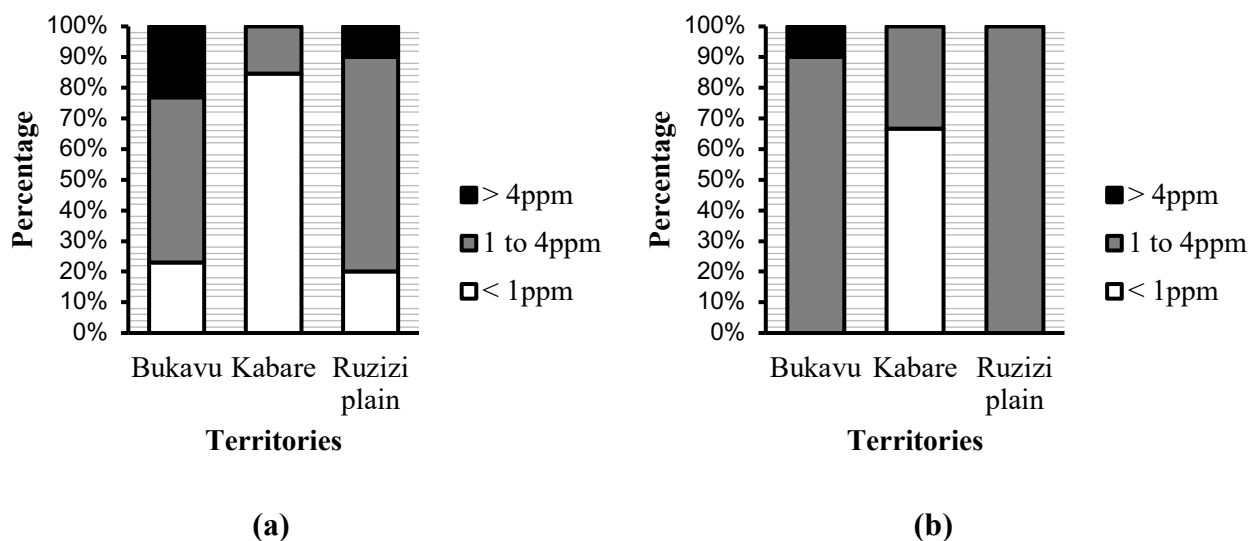 100%
90%
80%
70%
60%
50%
40%
30%
20%
10%
0%
Percentage
> 4ppm
1 to 4ppm
< 1ppm
Bukavu Kabare Ruzizi
plain
Territories
(a)
100%
90%
80%
70%
60%
50%
40%
30%
20%
10%
0%
Percentage
> 4ppm
1 to 4ppm
< 1ppm
Bukavu Kabare Ruzizi
plain
Territories
(b)